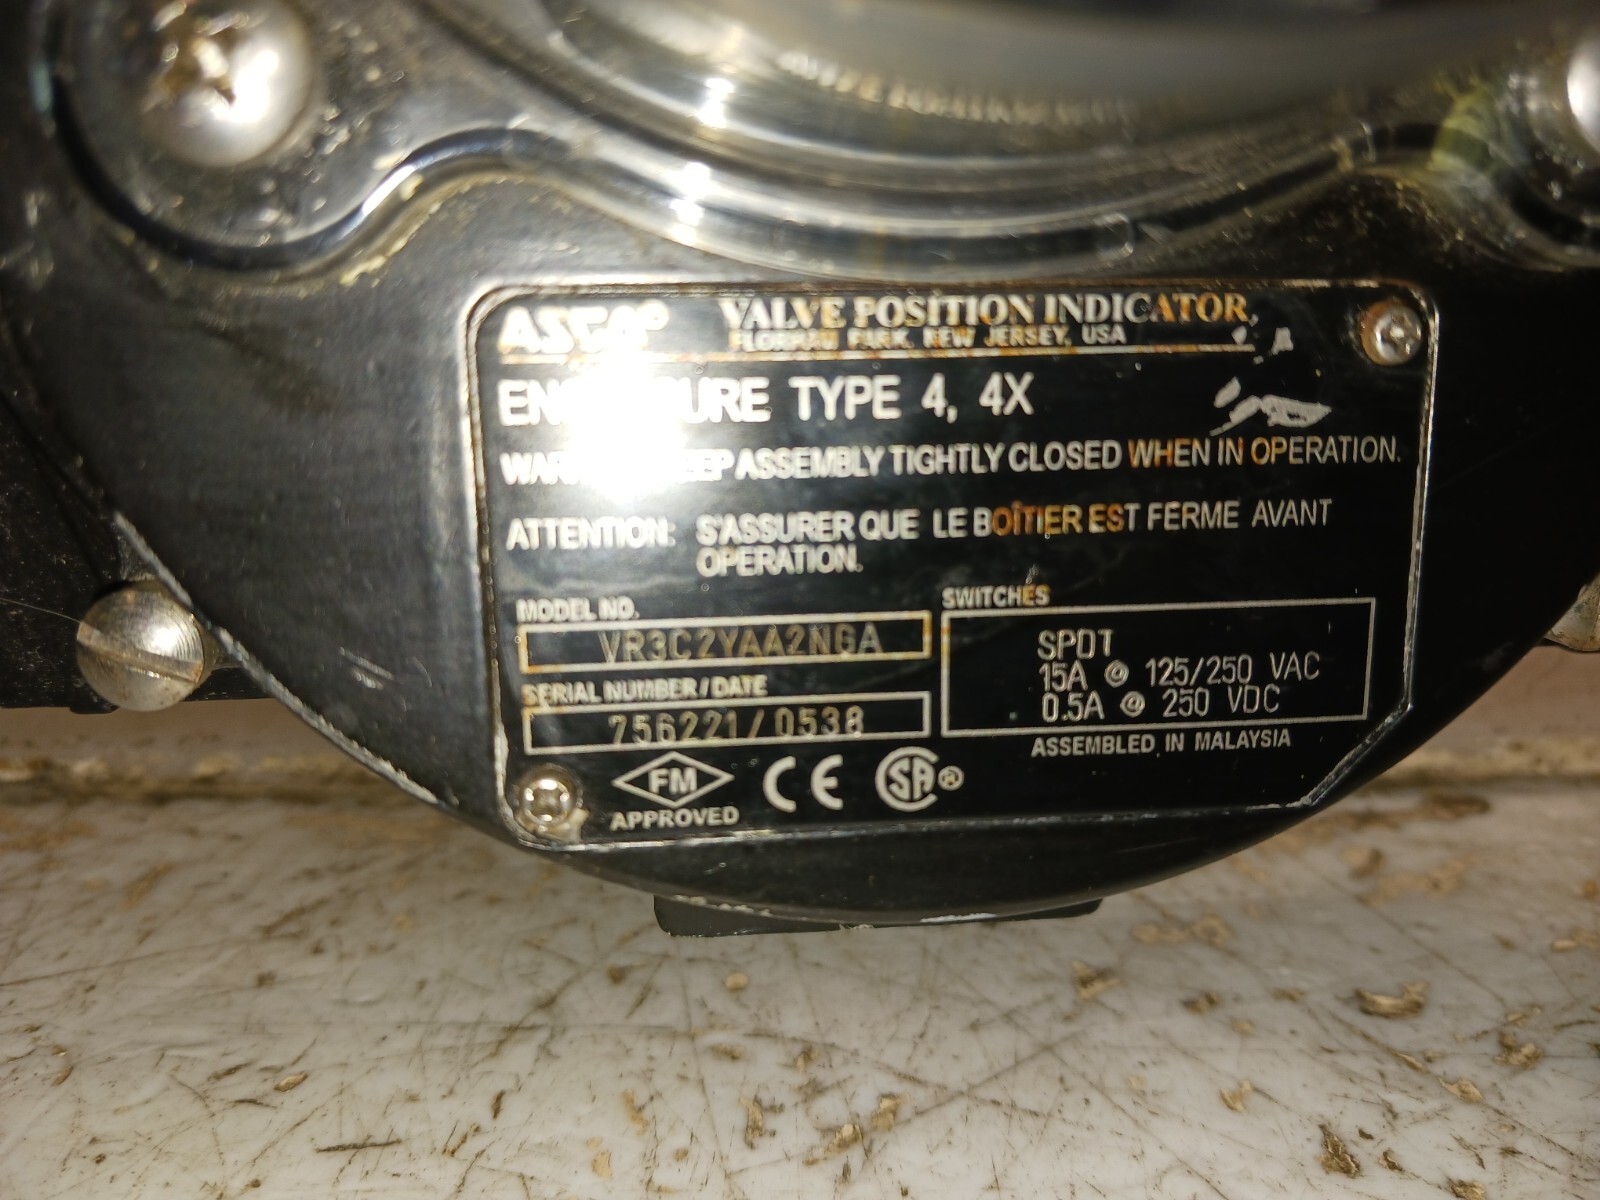 ASCO®
VALVE POSITION INDICATOR
FLORHAM PARK, NEW JERSEY, USA
TYPE 4, 4X
ASSEMBLY TIGHTLY CLOSED WHEN IN OPERATION.
ATTENTION: S'ASSURER QUE LE BOÎTIER EST FERME AVANT
OPERATION.
MODEL NO.
VR3C2YAA2NGA
SERIAL NUMBER / DATE
756221/0538
SWITCHES
SPDT
15A @ 125/250 VAC
0.5A @ 250 VDC
ASSEMBLED IN MALAYSIA
FM
APPROVED
CE
SA®